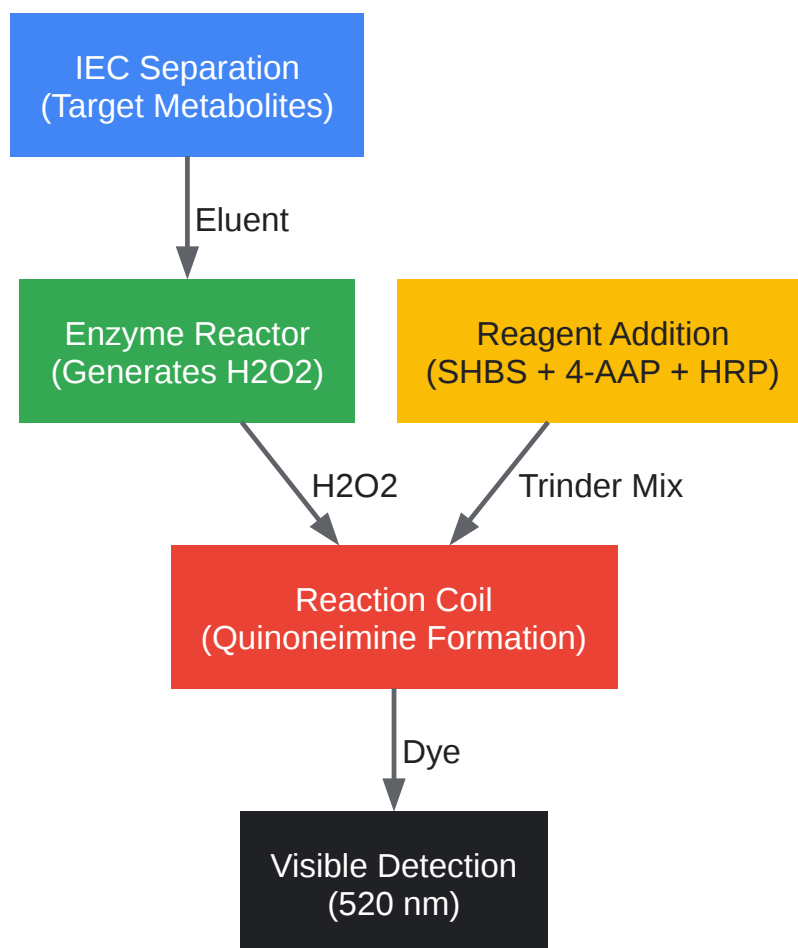 IEC Separation
(Target Metabolites)
Eluent
Enzyme Reactor
(Generates H2O2)
Reagent Addition
(SHBS + 4-AAP + HRP)
H2O2
Trinder Mix
Reaction Coil
(Quinoneimine Formation)
Dye
Visible Detection
(520 nm)